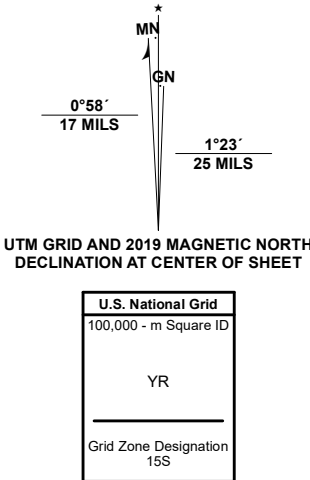 ★
MN
GN
0°58´
17 MILS
1°23´
25 MILS
UTM GRID AND 2019 MAGNETIC NORTH
DECLINATION AT CENTER OF SHEET
U.S. National Grid
100,000 - m Square ID
YR
Grid Zone Designation
15S